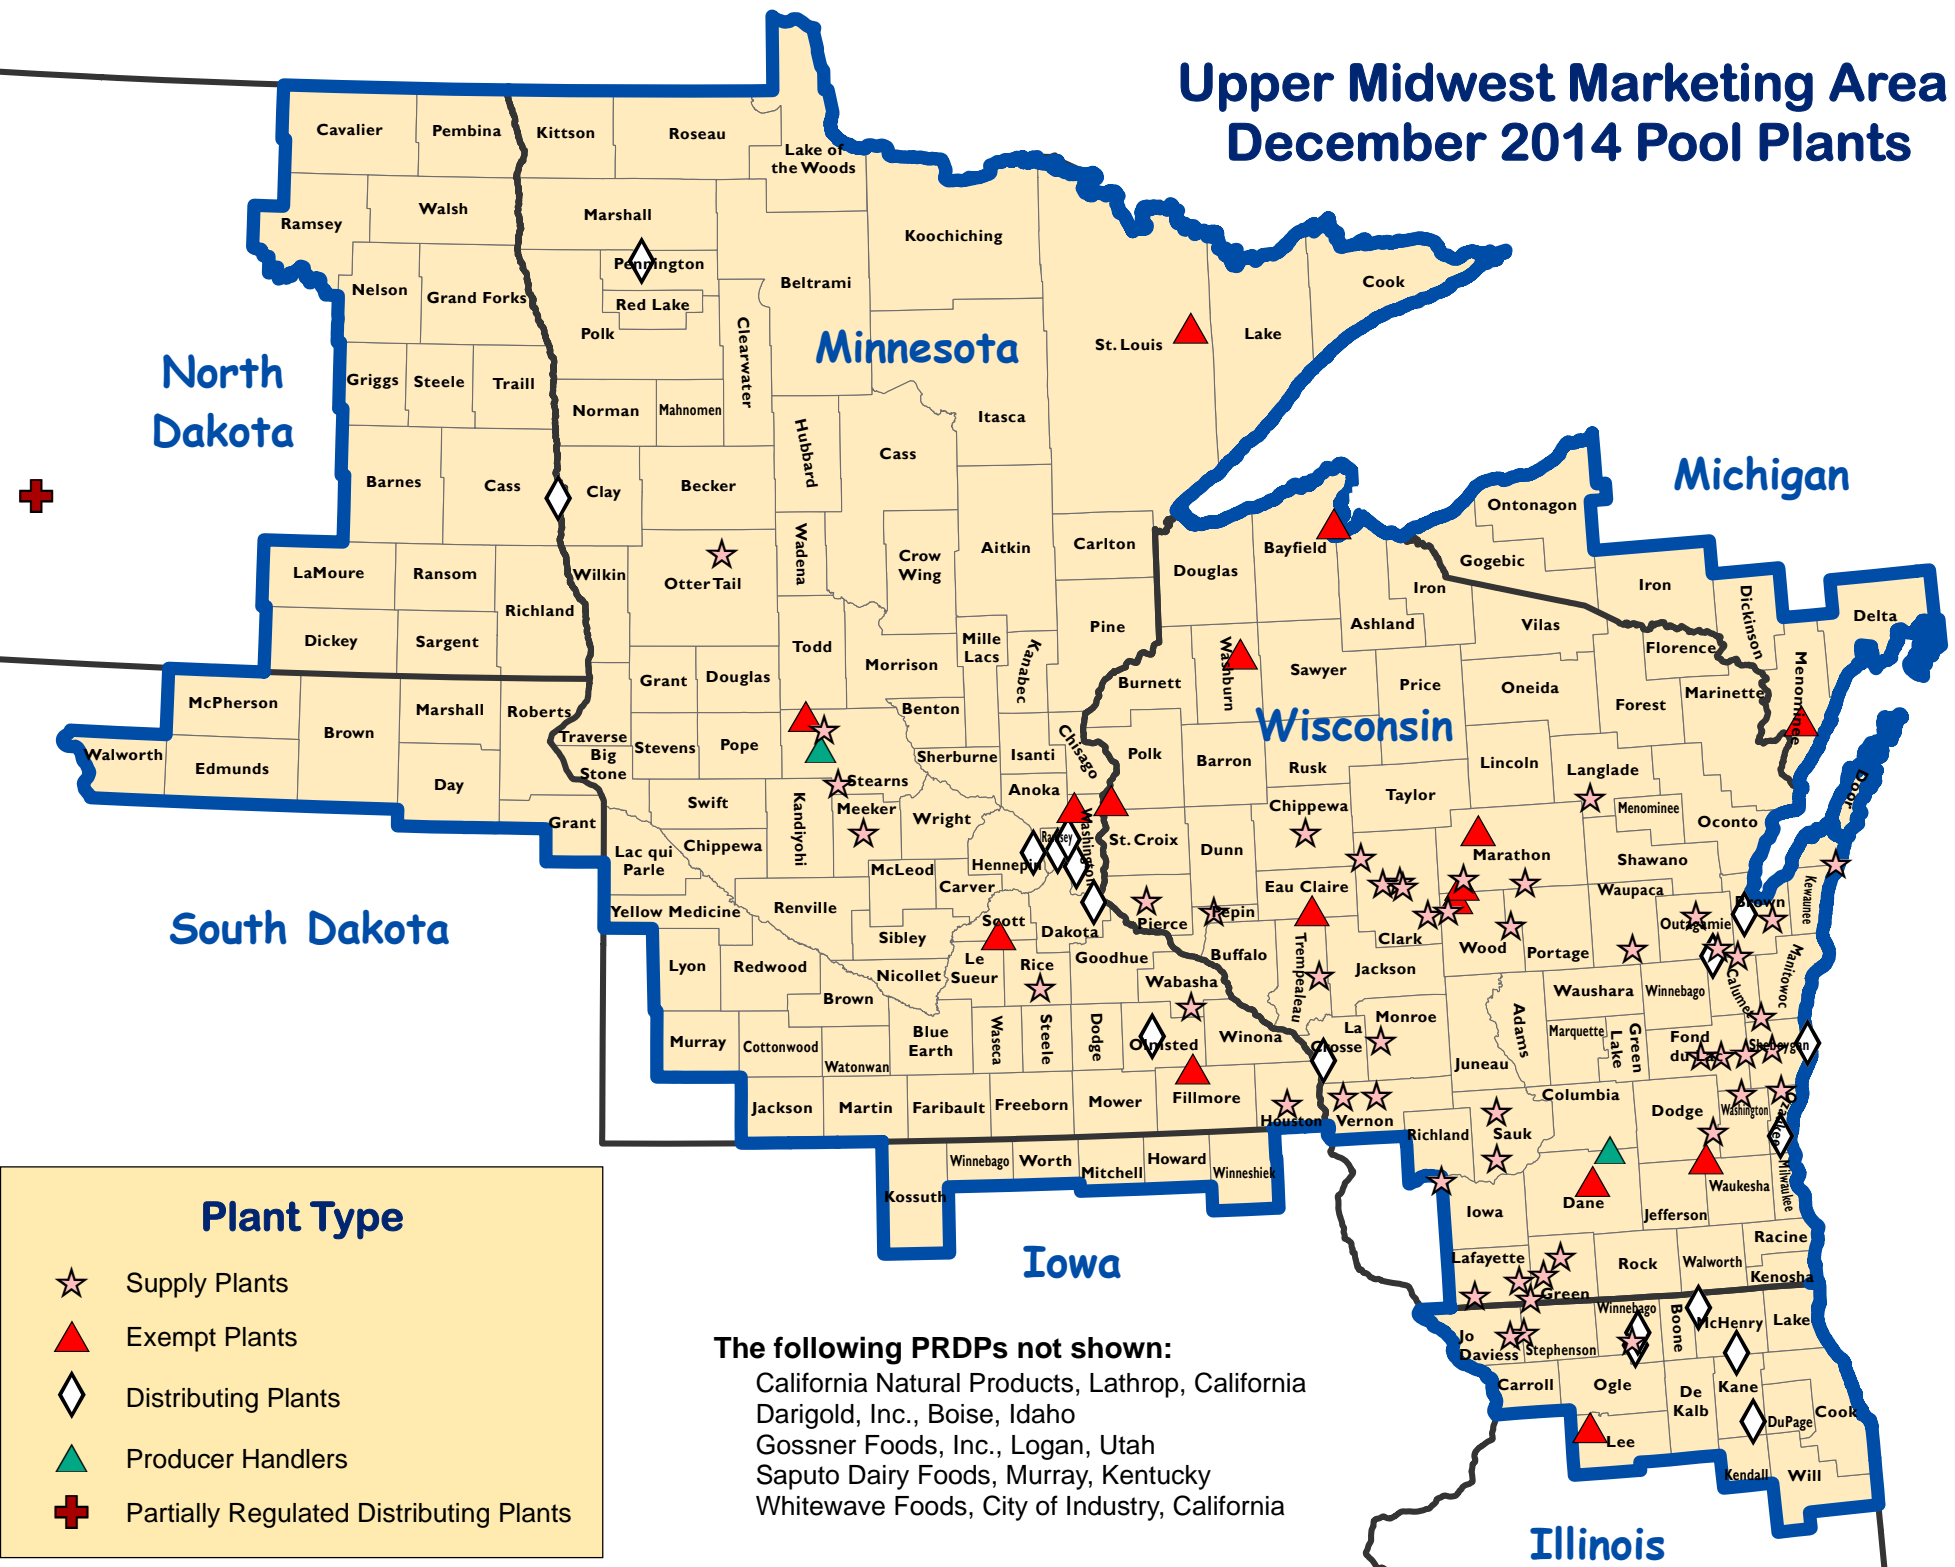 Upper Midwest Marketing Area
December 2014 Pool Plants
North
Dakota
South Dakota
Minnesota
Wisconsin
Michigan
Iowa
Illinois
Cavalier
Pembina
Kittson
Roseau
Lake of
the Woods
Ramsey
Walsh
Marshall
Koochiching
Nelson
Grand Forks
Pennington
Red Lake
Polk
Clearwater
Beltrami
St. Louis
Lake
Cook
Griggs
Steele
Traill
Norman
Mahnomen
Hubbard
Cass
Itasca
Barnes
Cass
Clay
Becker
Wadena
Crow
Wing
Aitkin
Carlton
LaMoure
Ransom
Richland
Wilkin
Otter Tail
Dickey
Sargent
Todd
Morrison
Mille
Lacs
Kanabec
Pine
McPherson
Brown
Marshall
Roberts
Grant
Douglas
Walworth
Edmunds
Day
Grant
Traverse
Big
Stone
Stevens
Pope
Stearns
Benton
Sherburne
Isanti
Chisago
Anoka
Swift
Kandiyohi
Meeker
Wright
Lac qui
Parle
Chippewa
McLeod
Carver
Hennepin
Ramsey
Washington
Yellow Medicine
Renville
Sibley
Scott
Dakota
Lyon
Redwood
Nicollet
Le
Sueur
Rice
Goodhue
Wabasha
Brown
Murray
Cottonwood
Watonwan
Blue
Earth
Waseca
Steele
Dodge
Olmsted
Winona
Jackson
Martin
Faribault
Freeborn
Mower
Fillmore
Houston
Kossuth
Winnebago
Worth
Mitchell
Howard
Winneshiek
Douglas
Bayfield
Ashland
Iron
Gogebic
Ontonagon
Iron
Dickinson
Delta
Menominee
Vilas
Florence
Marinette
Burnett
Washburn
Sawyer
Price
Oneida
Forest
Polk
Barron
Rusk
Lincoln
Langlade
Menominee
Oconto
Door
Chippewa
Taylor
Marathon
Shawano
St. Croix
Dunn
Eau Claire
Waupaca
Kewaunee
Pierce
Pepin
Clark
Wood
Portage
Outagamie
Brown
Buffalo
Trempealeau
Jackson
Waushara
Winnebago
Calumet
Manitowoc
La
Crosse
Monroe
Adams
Juneau
Marquette
Green
Lake
Fond
du Lac
Sheboygan
Vernon
Richland
Sauk
Columbia
Dodge
Washington
Ozaukee
Milwaukee
Iowa
Dane
Jefferson
Waukesha
Lafayette
Green
Rock
Walworth
Racine
Kenosha
Jo
Daviess
Stephenson
Winnebago
Boone
McHenry
Lake
Carroll
Ogle
De
Kalb
Kane
DuPage
Cook
Lee
Kendall
Will
Plant Type
Supply Plants
Exempt Plants
Distributing Plants
Producer Handlers
Partially Regulated Distributing Plants
The following PRDPs not shown:
California Natural Products, Lathrop, California
Darigold, Inc., Boise, Idaho
Gossner Foods, Inc., Logan, Utah
Saputo Dairy Foods, Murray, Kentucky
Whitewave Foods, City of Industry, California